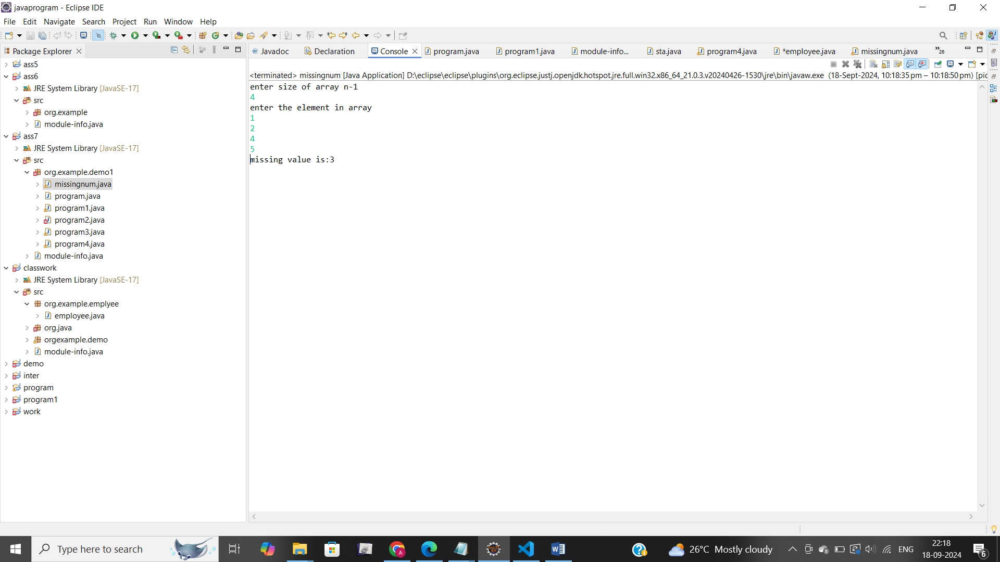 javaprogram - Eclipse IDE
File Edit Navigate Search Project Run Window Help
Package Explorer
ass5
ass6
JRE System Library [JavaSE-17]
src
org.example
module-info.java
ass7
JRE System Library [JavaSE-17]
src
org.example.demo1
missingnum.java
program.java
program1.java
program2.java
program3.java
program4.java
module-info.java
classwork
JRE System Library [JavaSE-17]
src
org.example.emplyee
employee.java
org.java
orgexample.demo
module-info.java
demo
inter
program
program1
work
@ Javadoc Declaration Console program.java program1.java module-info... sta.java program4.java *employee.java missingnum.java »26
<terminated> missingnum [Java Application] D:\eclipse\eclipse\plugins\org.eclipse.justj.openjdk.hotspot.jre.full.win32.x86_64_21.0.3.v20240426-1530\jre\bin\javaw.exe (18-Sept-2024, 10:18:35 pm – 10:18:50 pm) [pic
enter size of array n-1
4
enter the element in array
1
2
4
5
missing value is:3
Type here to search
26°C Mostly cloudy
ENG
22:18
18-09-2024
6